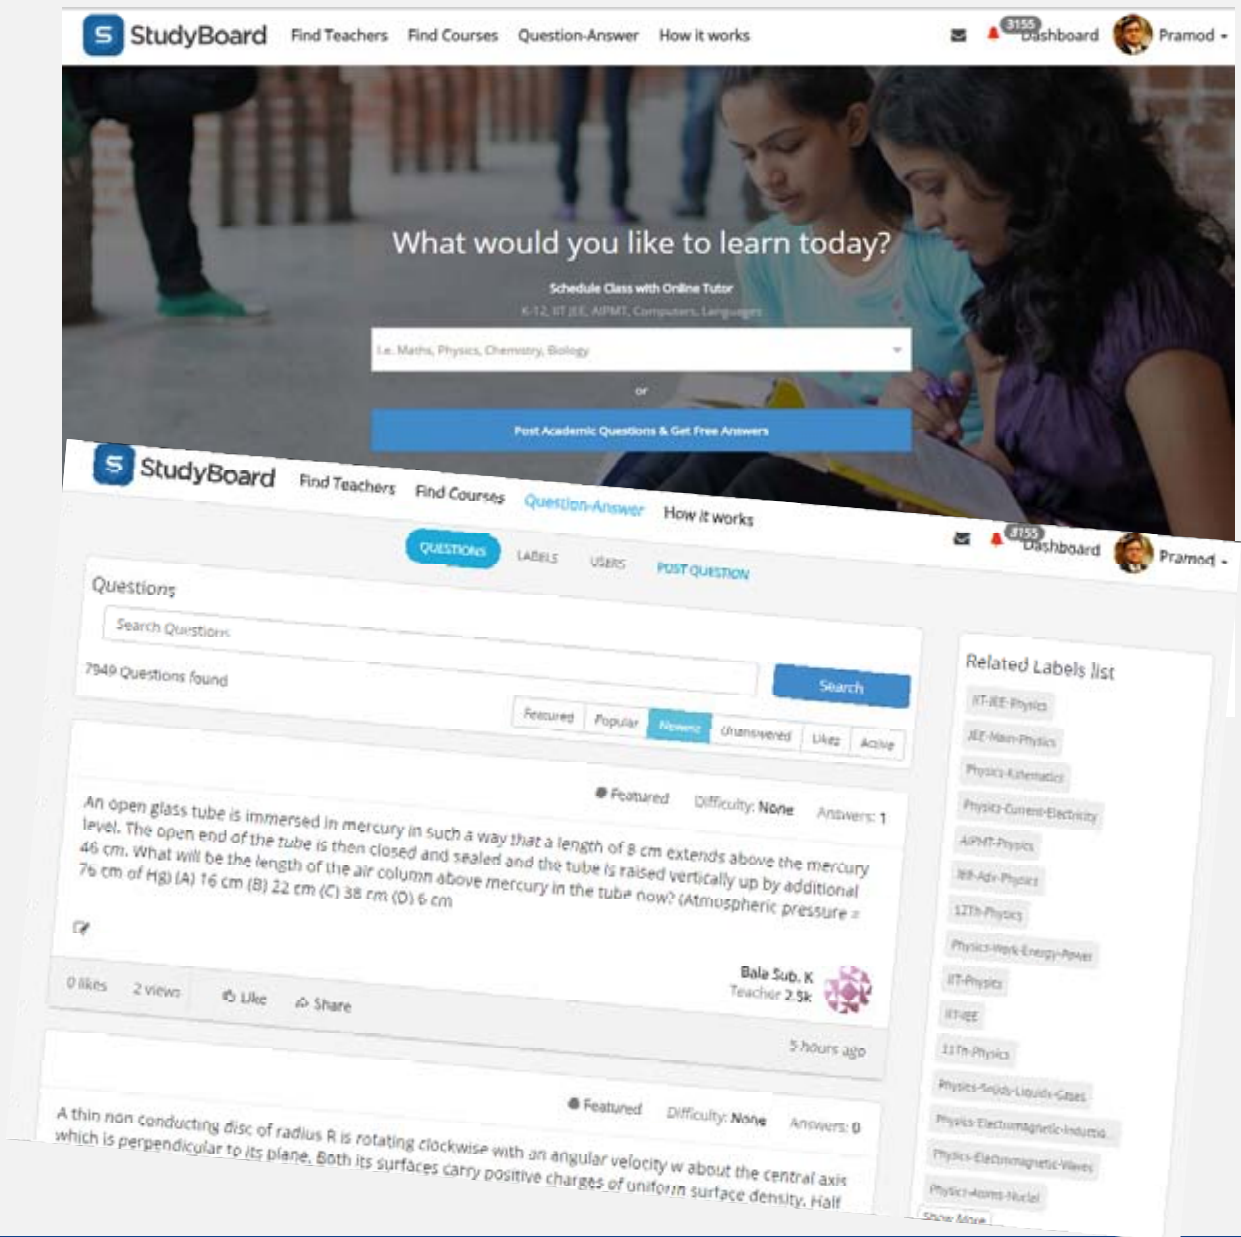 StudyBoard Find Teachers Find Courses Question-Answer How it works 3155 Dashboard Pramod
What would you like to learn today?
Schedule Class with Online Tutor
K-12, IIT JEE, AIPMT, Computers, Languages
i.e. Maths, Physics, Chemistry, Biology
or
Post Academic Questions & Get Free Answers
StudyBoard Find Teachers Find Courses Question-Answer How it works 3155 Dashboard Pramod
QUESTIONS LABELS USERS POST QUESTION
Questions
Search Questions
Search
7949 Questions found
Featured Popular Newest Unanswered Likes Active
Featured Difficulty: None Answers: 1
An open glass tube is immersed in mercury in such a way that a length of 8 cm extends above the mercury
level. The open end of the tube is then closed and sealed and the tube is raised vertically up by additional
46 cm. What will be the length of the air column above mercury in the tube now? (Atmospheric pressure =
76 cm of Hg) (A) 16 cm (B) 22 cm (C) 38 cm (D) 6 cm
Bala Sub. K
Teacher 2.5k
0 likes 2 views Like Share
5 hours ago
Featured Difficulty: None Answers: 0
A thin non conducting disc of radius R is rotating clockwise with an angular velocity w about the central axis
which is perpendicular to its plane. Both its surfaces carry positive charges of uniform surface density. Half
Related Labels list
IIT-JEE-Physics
JEE-Main-Physics
Physics-Kinematics
Physics-Current-Electricity
AIPMT-Physics
JEE-Adv-Physics
12Th-Physics
Physics-Work-Energy-Power
IIT-Physics
IIT-JEE
11Th-Physics
Physics-Solids-Liquids-Gases
Physics-Electromagnetic-Inductio...
Physics-Electromagnetic-Waves
Physics-Atoms-Nuclei
Show More